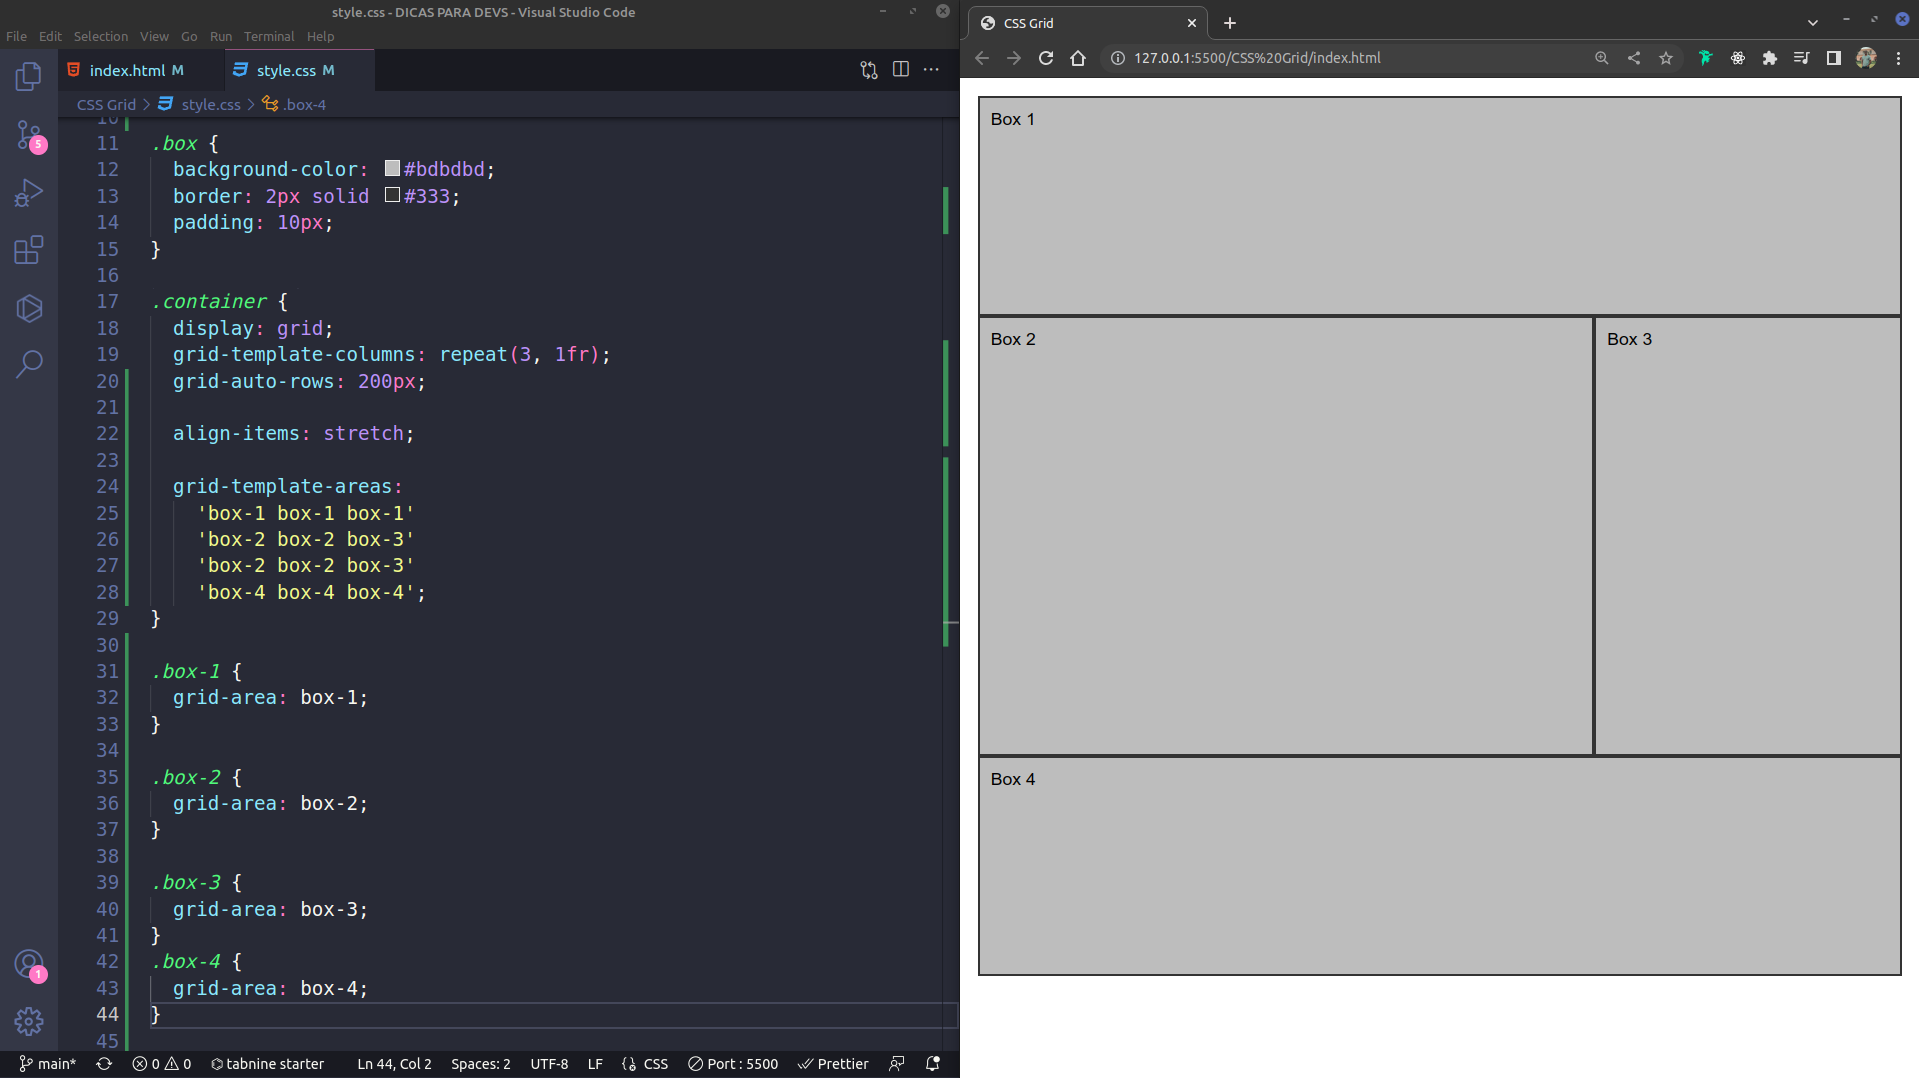 style.css - DICAS PARA DEVS - Visual Studio Code
File Edit Selection View Go Run Terminal Help
index.html M style.css M
CSS Grid > style.css > .box-4
10
11 .box {
12 background-color: #bdbdbd;
13 border: 2px solid #333;
14 padding: 10px;
15 }
16
17 .container {
18 display: grid;
19 grid-template-columns: repeat(3, 1fr);
20 grid-auto-rows: 200px;
21
22 align-items: stretch;
23
24 grid-template-areas:
25 'box-1 box-1 box-1'
26 'box-2 box-2 box-3'
27 'box-2 box-2 box-3'
28 'box-4 box-4 box-4';
29 }
30
31 .box-1 {
32 grid-area: box-1;
33 }
34
35 .box-2 {
36 grid-area: box-2;
37 }
38
39 .box-3 {
40 grid-area: box-3;
41 }
42 .box-4 {
43 grid-area: box-4;
44 }
45
5
1
main* 0 0 tabnine starter Ln 44, Col 2 Spaces: 2 UTF-8 LF CSS Port : 5500 Prettier
CSS Grid
127.0.0.1:5500/CSS%20Grid/index.html
Box 1
Box 2 Box 3
Box 4